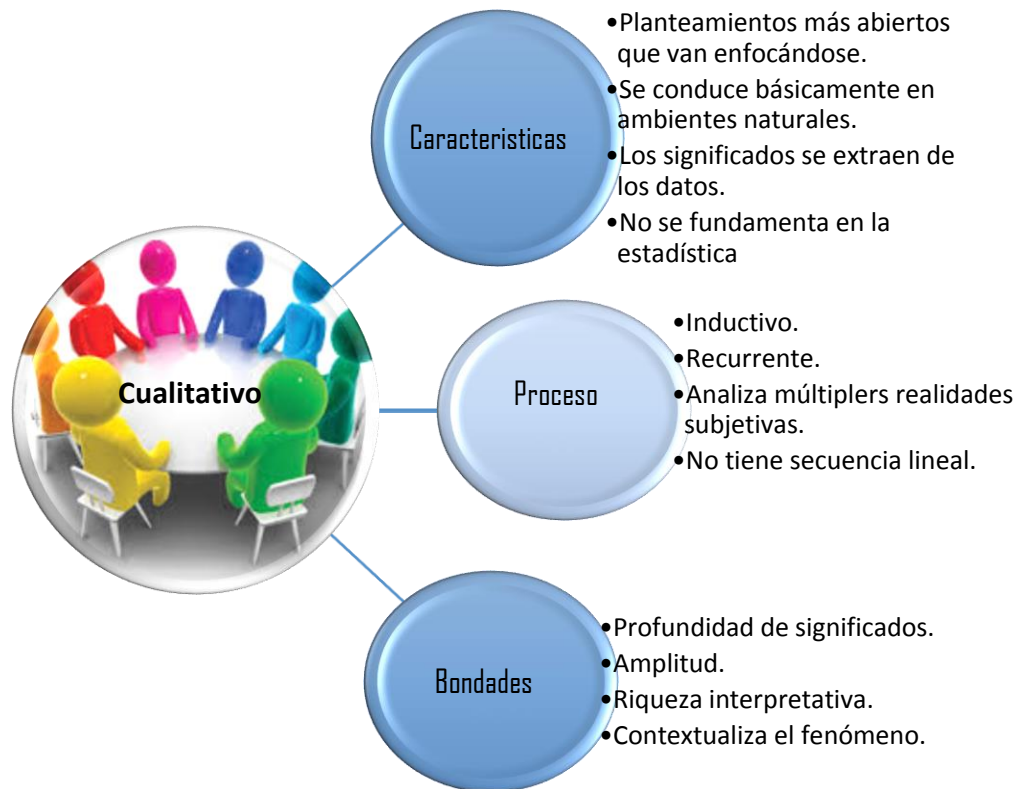 Cualitativo
Caracteristicas
•Planteamientos más abiertos
que van enfocándose.
•Se conduce básicamente en
ambientes naturales.
•Los significados se extraen de
los datos.
•No se fundamenta en la
estadística
Proceso
•Inductivo.
•Recurrente.
•Analiza múltiplers realidades
subjetivas.
•No tiene secuencia lineal.
Bondades
•Profundidad de significados.
•Amplitud.
•Riqueza interpretativa.
•Contextualiza el fenómeno.